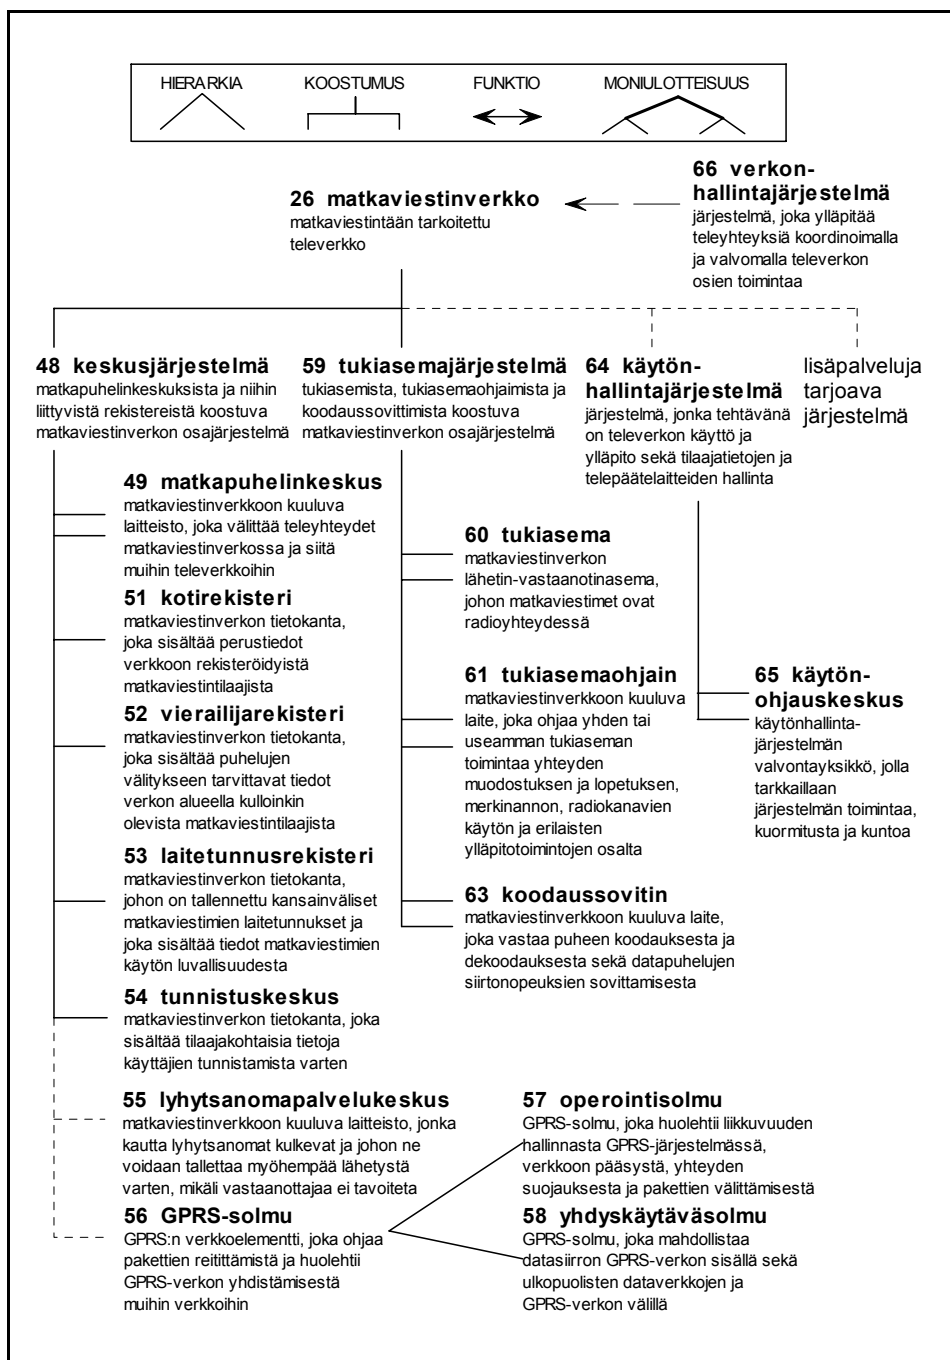 HIERARKIA KOOSTUMUS FUNKTIO MONIULOTTEISUUS
66 verkon-
hallintajärjestelmä
järjestelmä, joka ylläpitää
teleyhteyksiä koordinoimalla
ja valvomalla televerkon
osien toimintaa
26 matkaviestinverkko
matkaviestintään tarkoitettu
televerkko
48 keskusjärjestelmä
matkapuhelinkeskuksista ja niihin
liittyvistä rekistereistä koostuva
matkaviestinverkon osajärjestelmä
59 tukiasemajärjestelmä
tukiasemista, tukiasemaohjaimista ja
koodaussovittimista koostuva
matkaviestinverkon osajärjestelmä
64 käytön-
hallintajärjestelmä
järjestelmä, jonka tehtävänä
on televerkon käyttö ja
ylläpito sekä tilaajatietojen ja
telepäätelaitteiden hallinta
lisäpalveluja
tarjoava
järjestelmä
49 matkapuhelinkeskus
matkaviestinverkkoon kuuluva
laitteisto, joka välittää teleyhteydet
matkaviestinverkossa ja siitä
muihin televerkkoihin
51 kotirekisteri
matkaviestinverkon tietokanta,
joka sisältää perustiedot
verkkoon rekisteröidyistä
matkaviestintilaajista
52 vierailijarekisteri
matkaviestinverkon tietokanta,
joka sisältää puhelujen
välitykseen tarvittavat tiedot
verkon alueella kulloinkin
olevista matkaviestintilaajista
53 laitetunnusrekisteri
matkaviestinverkon tietokanta,
johon on tallennettu kansainväliset
matkaviestimien laitetunnukset ja
joka sisältää tiedot matkaviestimien
käytön luvallisuudesta
54 tunnistuskeskus
matkaviestinverkon tietokanta, joka
sisältää tilaajakohtaisia tietoja
käyttäjien tunnistamista varten
60 tukiasema
matkaviestinverkon
lähetin-vastaanotinasema,
johon matkaviestimet ovat
radioyhteydessä
61 tukiasemaohjain
matkaviestinverkkoon kuuluva
laite, joka ohjaa yhden tai
useamman tukiaseman
toimintaa yhteyden
muodostuksen ja lopetuksen,
merkinannon, radiokanavien
käytön ja erilaisten
ylläpitotoimintojen osalta
63 koodaussovitin
matkaviestinverkkoon kuuluva laite,
joka vastaa puheen koodauksesta ja
dekoodauksesta sekä datapuhelujen
siirtonopeuksien sovittamisesta
65 käytön-
ohjauskeskus
käytönhallinta-
järjestelmän
valvontayksikkö, jolla
tarkkaillaan
järjestelmän toimintaa,
kuormitusta ja kuntoa
55 lyhytsanomapalvelukeskus
matkaviestinverkkoon kuuluva laitteisto, jonka
kautta lyhytsanomat kulkevat ja johon ne
voidaan tallettaa myöhempää lähetystä
varten, mikäli vastaanottajaa ei tavoiteta
56 GPRS-solmu
GPRS:n verkkoelementti, joka ohjaa
pakettien reitittämistä ja huolehtii
GPRS-verkon yhdistämisestä
muihin verkkoihin
57 operointisolmu
GPRS-solmu, joka huolehtii liikkuvuuden
hallinnasta GPRS-järjestelmässä,
verkkoon pääsystä, yhteyden
suojauksesta ja pakettien välittämisestä
58 yhdyskäytäväsolmu
GPRS-solmu, joka mahdollistaa
datasiirron GPRS-verkon sisällä sekä
ulkopuolisten dataverkkojen ja
GPRS-verkon välillä